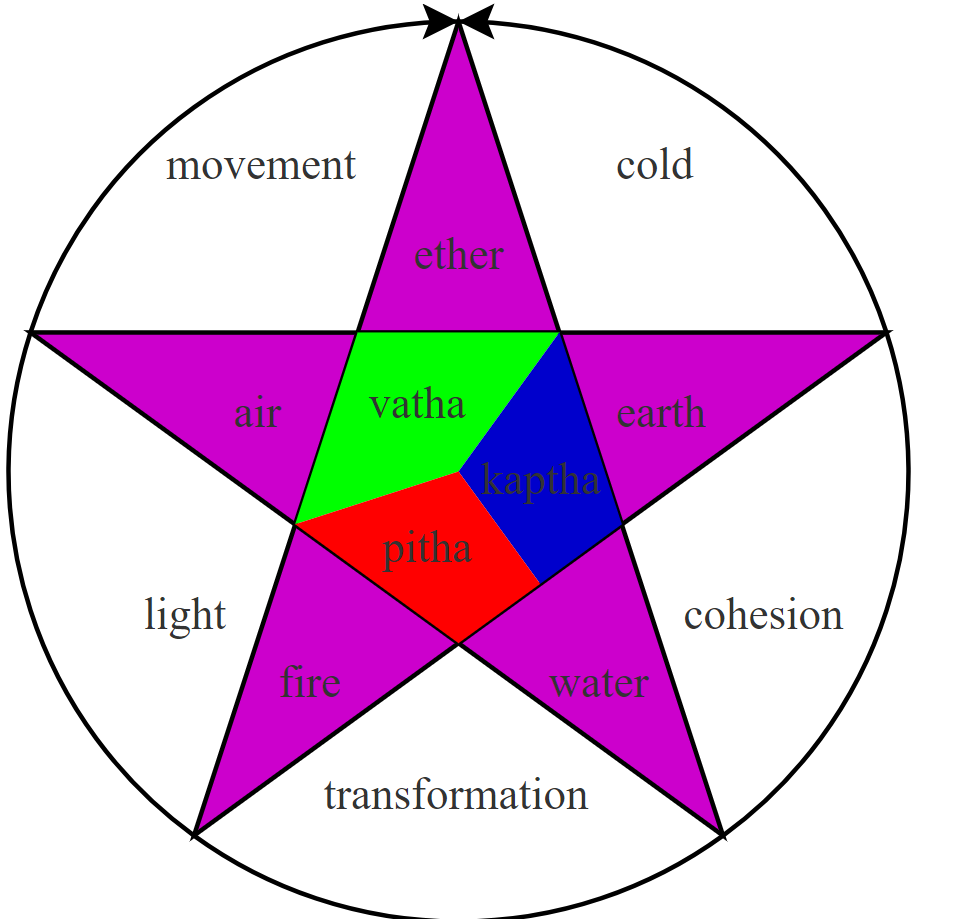 movement
cold
ether
vatha
air
earth
kaptha
pitha
light
cohesion
fire
water
transformation